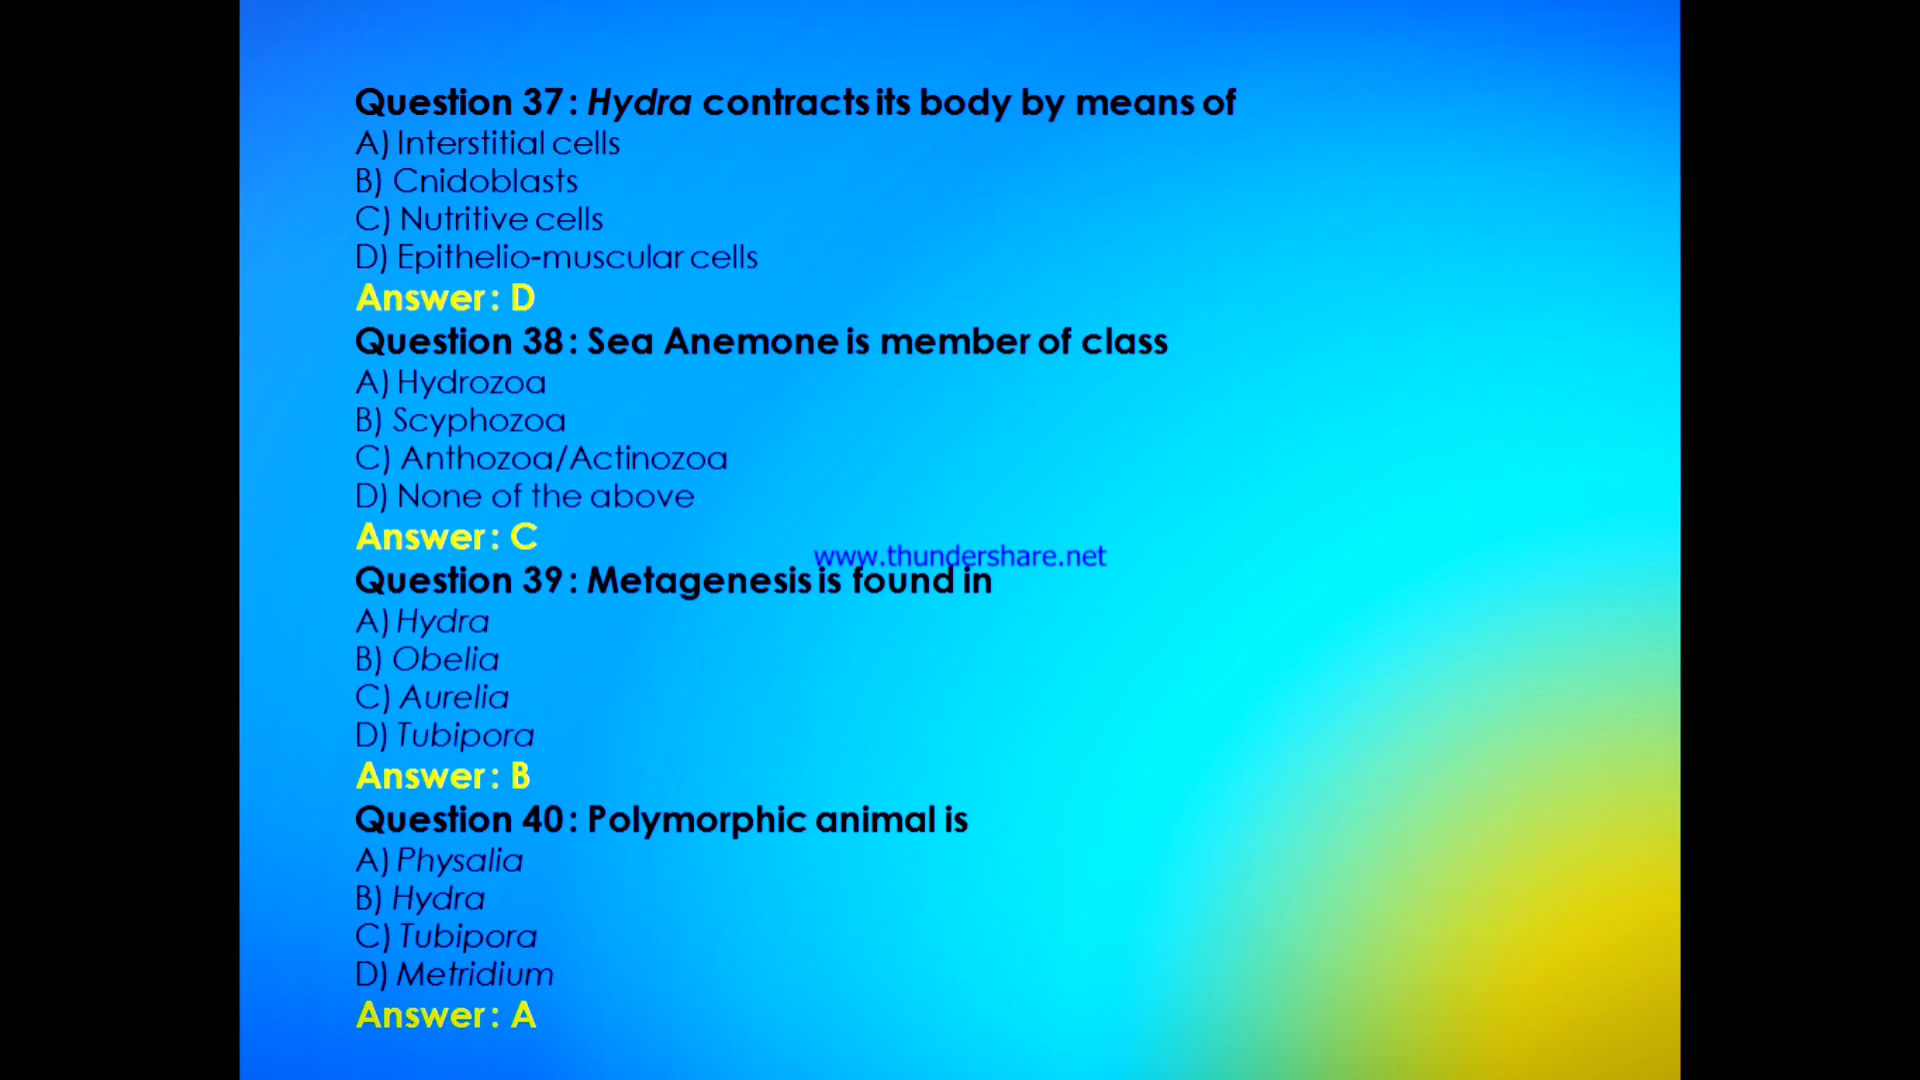 Question 37: Hydra contracts its body by means of
A) Interstitial cells
B) Cnidoblasts
C) Nutritive cells
D) Epithelio-muscular cells
Answer: D
Question 38: Sea Anemone is member of class
A) Hydrozoa
B) Scyphozoa
C) Anthozoa/Actinozoa
D) None of the above
Answer: C
www.thundershare.net
Question 39: Metagenesis is found in
A) Hydra
B) Obelia
C) Aurelia
D) Tubipora
Answer: B
Question 40: Polymorphic animal is
A) Physalia
B) Hydra
C) Tubipora
D) Metridium
Answer: A